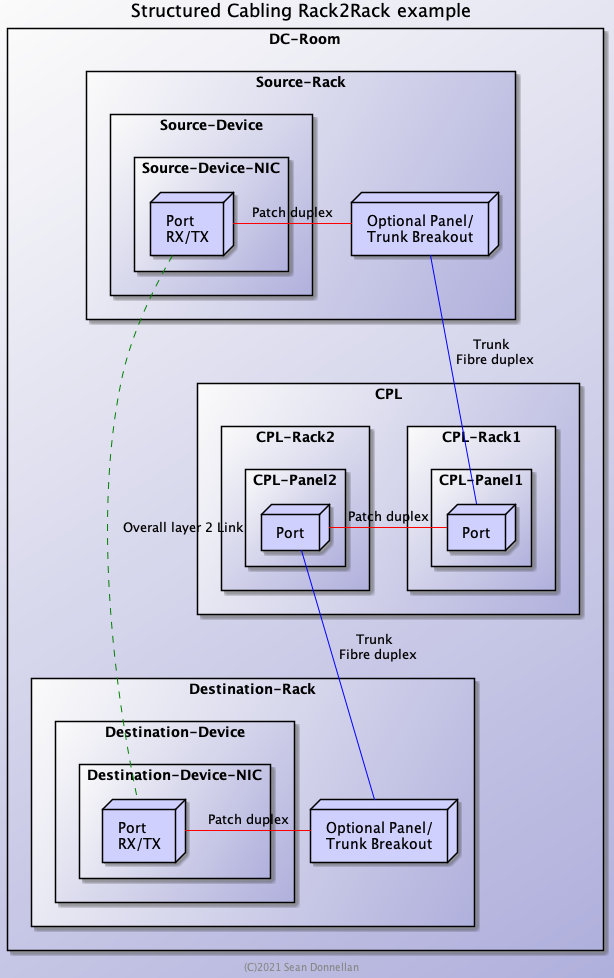 Structured Cabling Rack2Rack example
DC-Room
Source-Rack
Source-Device
Source-Device-NIC
Port
RX/TX
Patch duplex
Optional Panel/
Trunk Breakout
Trunk
Fibre duplex
CPL
CPL-Rack2
CPL-Rack1
CPL-Panel2
CPL-Panel1
Port
Patch duplex
Port
Overall layer 2 Link
Trunk
Fibre duplex
Destination-Rack
Destination-Device
Destination-Device-NIC
Port
RX/TX
Patch duplex
Optional Panel/
Trunk Breakout
(C)2021 Sean Donnellan